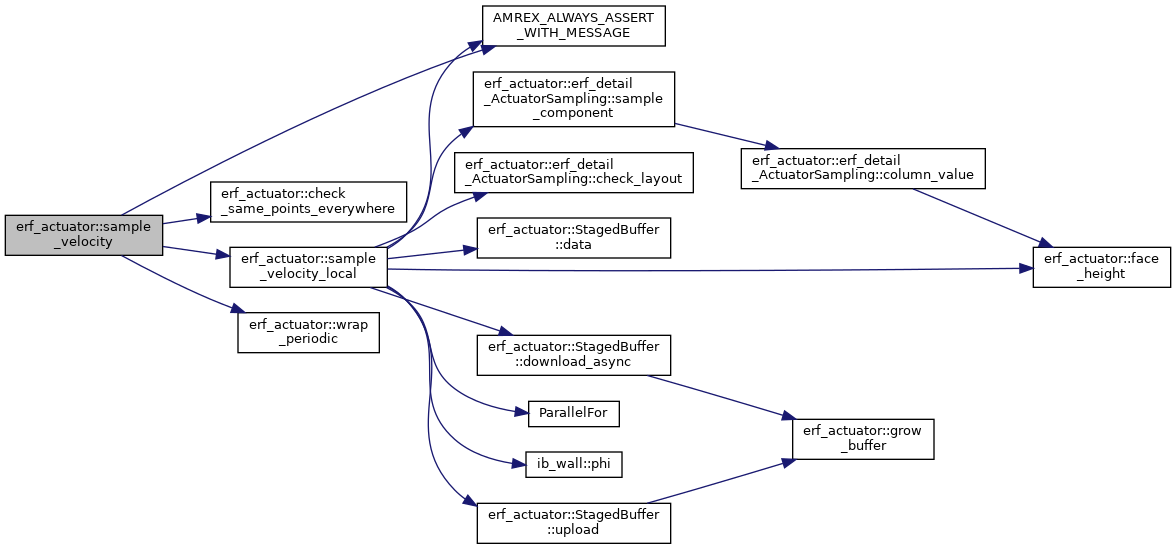 AMREX_ALWAYS_ASSERT
_WITH_MESSAGE
erf_actuator::erf_detail
_ActuatorSampling::sample
_component
erf_actuator::erf_detail
_ActuatorSampling::column_value
erf_actuator::erf_detail
_ActuatorSampling::check_layout
erf_actuator::check
_same_points_everywhere
erf_actuator::sample
_velocity
erf_actuator::StagedBuffer
::data
erf_actuator::sample
_velocity_local
erf_actuator::face
_height
erf_actuator::wrap
_periodic
erf_actuator::StagedBuffer
::download_async
ParallelFor
erf_actuator::grow
_buffer
ib_wall::phi
erf_actuator::StagedBuffer
::upload